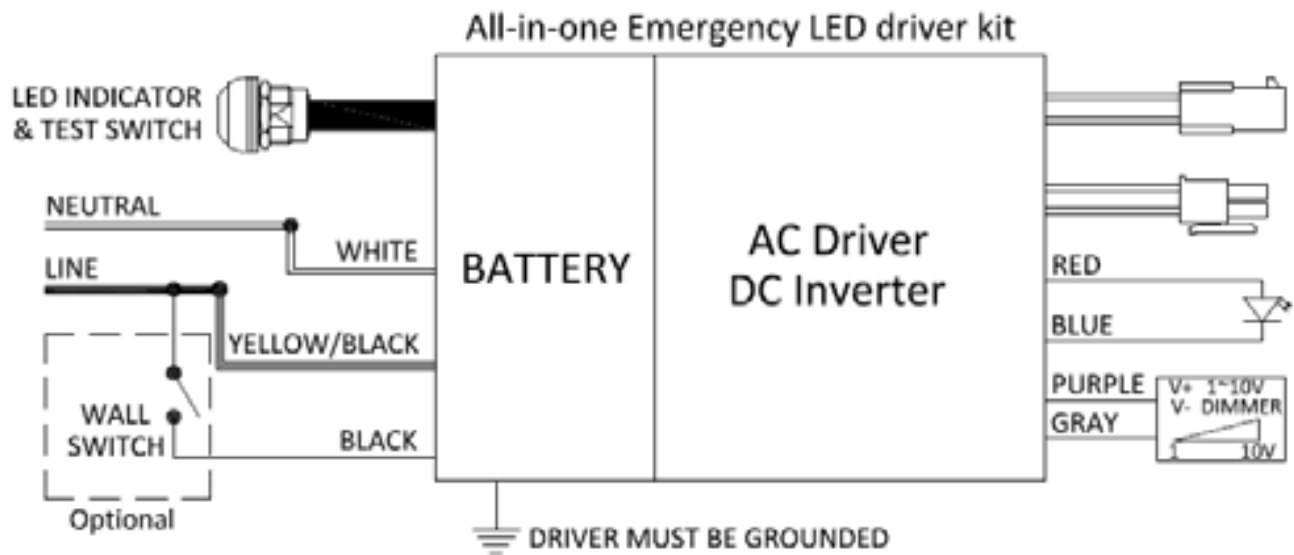 All-in-one Emergency LED driver kit
LED INDICATOR
& TEST SWITCH
NEUTRAL
WHITE
LINE
YELLOW/BLACK
WALL
SWITCH
BLACK
Optional
BATTERY
AC Driver
DC Inverter
RED
BLUE
PURPLE
GRAY
V+ 1~10V
V- DIMMER
1 10V
DRIVER MUST BE GROUNDED